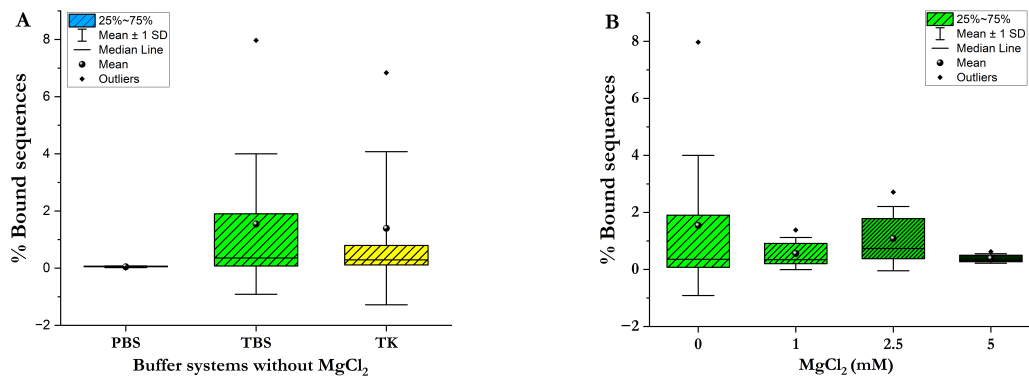 A
25%~75%
Mean ± 1 SD
Median Line
Mean
Outliers
% Bound sequences
8
6
4
2
0
−2
PBS TBS TK
Buffer systems without MgCl₂
B
25%~75%
Mean ± 1 SD
Median Line
Mean
Outliers
% Bound sequences
8
6
4
2
0
−2
0 1 2.5 5
MgCl₂ (mM)